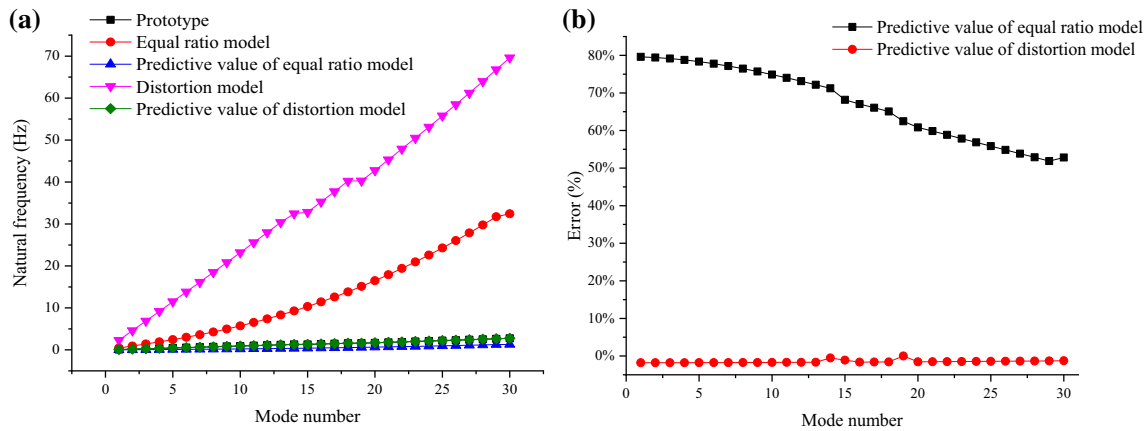 (a)
Prototype
Equal ratio model
Predictive value of equal ratio model
Distortion model
Predictive value of distortion model
70
60
50
40
30
20
10
0
Natural frequency (Hz)
0 5 10 15 20 25 30
Mode number
(b)
Predictive value of equal ratio model
Predictive value of distortion model
80%
70%
60%
50%
40%
30%
20%
10%
0%
Error (%)
0 5 10 15 20 25 30
Mode number